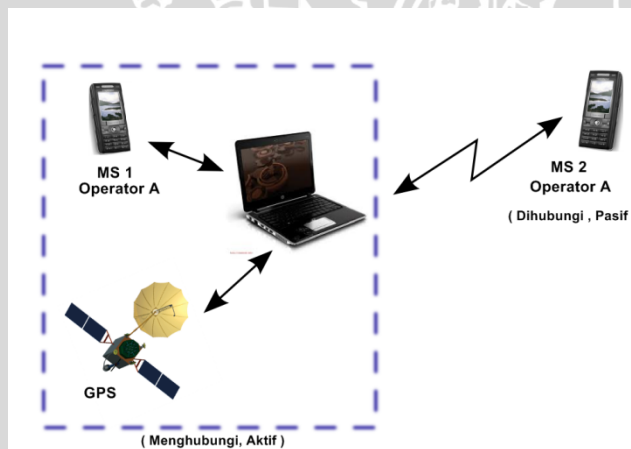 MS 1
Operator A
MS 2
Operator A
( Dihubungi , Pasif
GPS
( Menghubungi, Aktif )